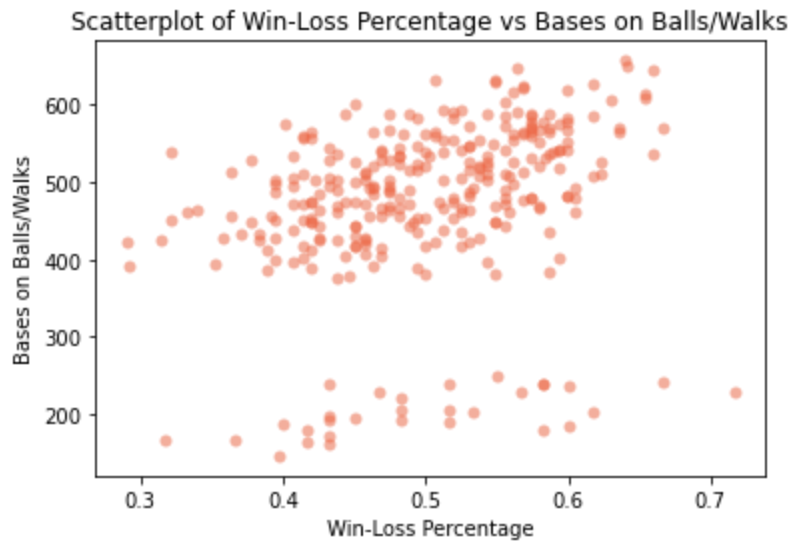 Scatterplot of Win-Loss Percentage vs Bases on Balls/Walks
Bases on Balls/Walks
600
500
400
300
200
0.3 0.4 0.5 0.6 0.7
Win-Loss Percentage